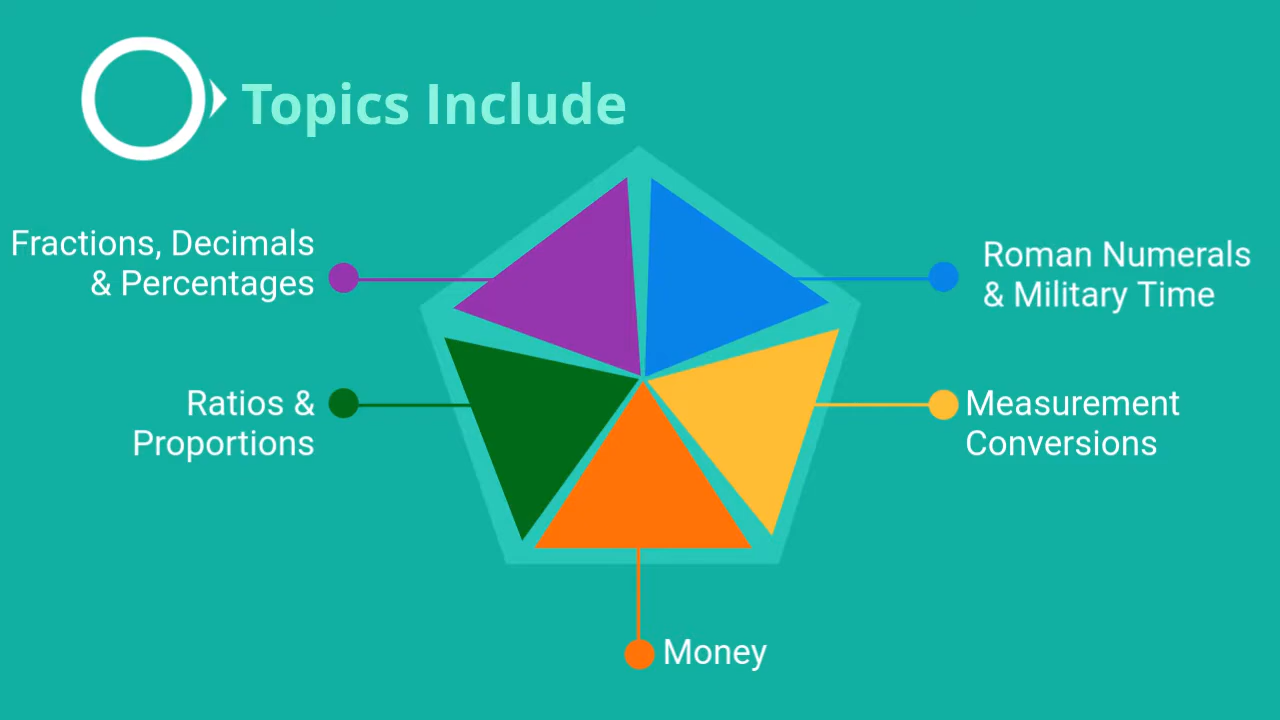 Topics Include
Fractions, Decimals
& Percentages
Roman Numerals
& Military Time
Ratios &
Proportions
Measurement
Conversions
Money